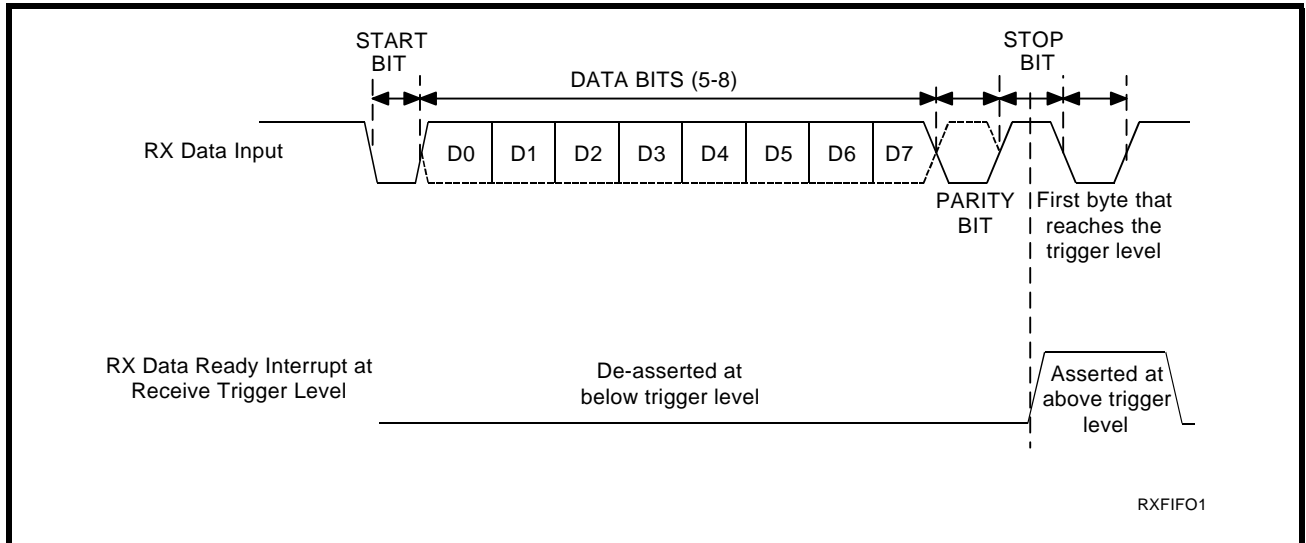 START
BIT
STOP
BIT
DATA BITS (5-8)
RX Data Input
D0 D1 D2 D3 D4 D5 D6 D7
PARITY
BIT
First byte that
reaches the
trigger level
RX Data Ready Interrupt at
Receive Trigger Level
De-asserted at
below trigger level
Asserted at
above trigger
level
RXFIFO1